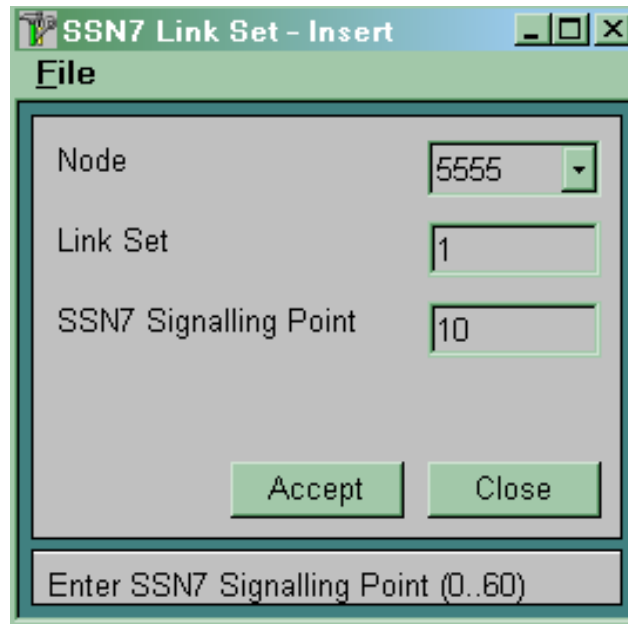 SSN7 Link Set - Insert
File
Node 5555
Link Set 1
SSN7 Signalling Point 10
Accept Close
Enter SSN7 Signalling Point (0..60)